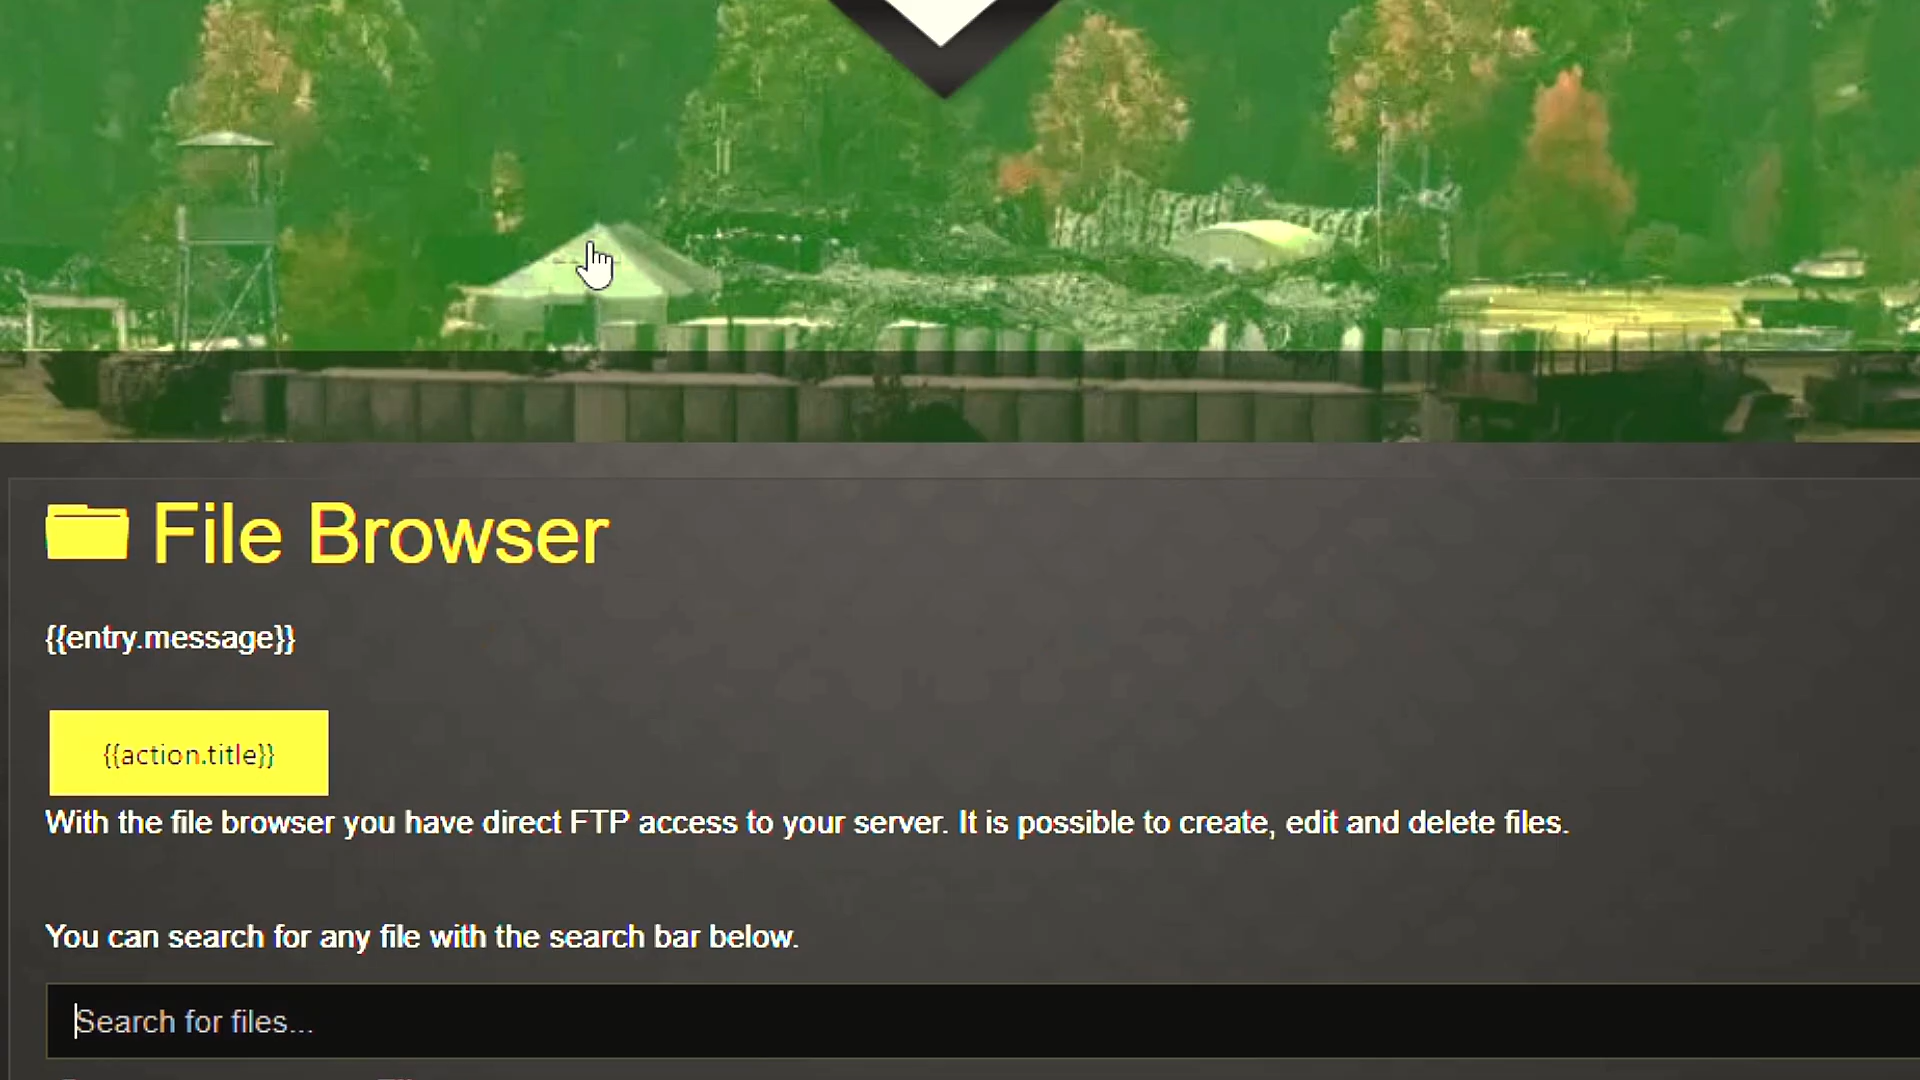 File Browser
{{entry.message}}
{{action.title}}
With the file browser you have direct FTP access to your server. It is possible to create, edit and delete files.
You can search for any file with the search bar below.
Search for files...